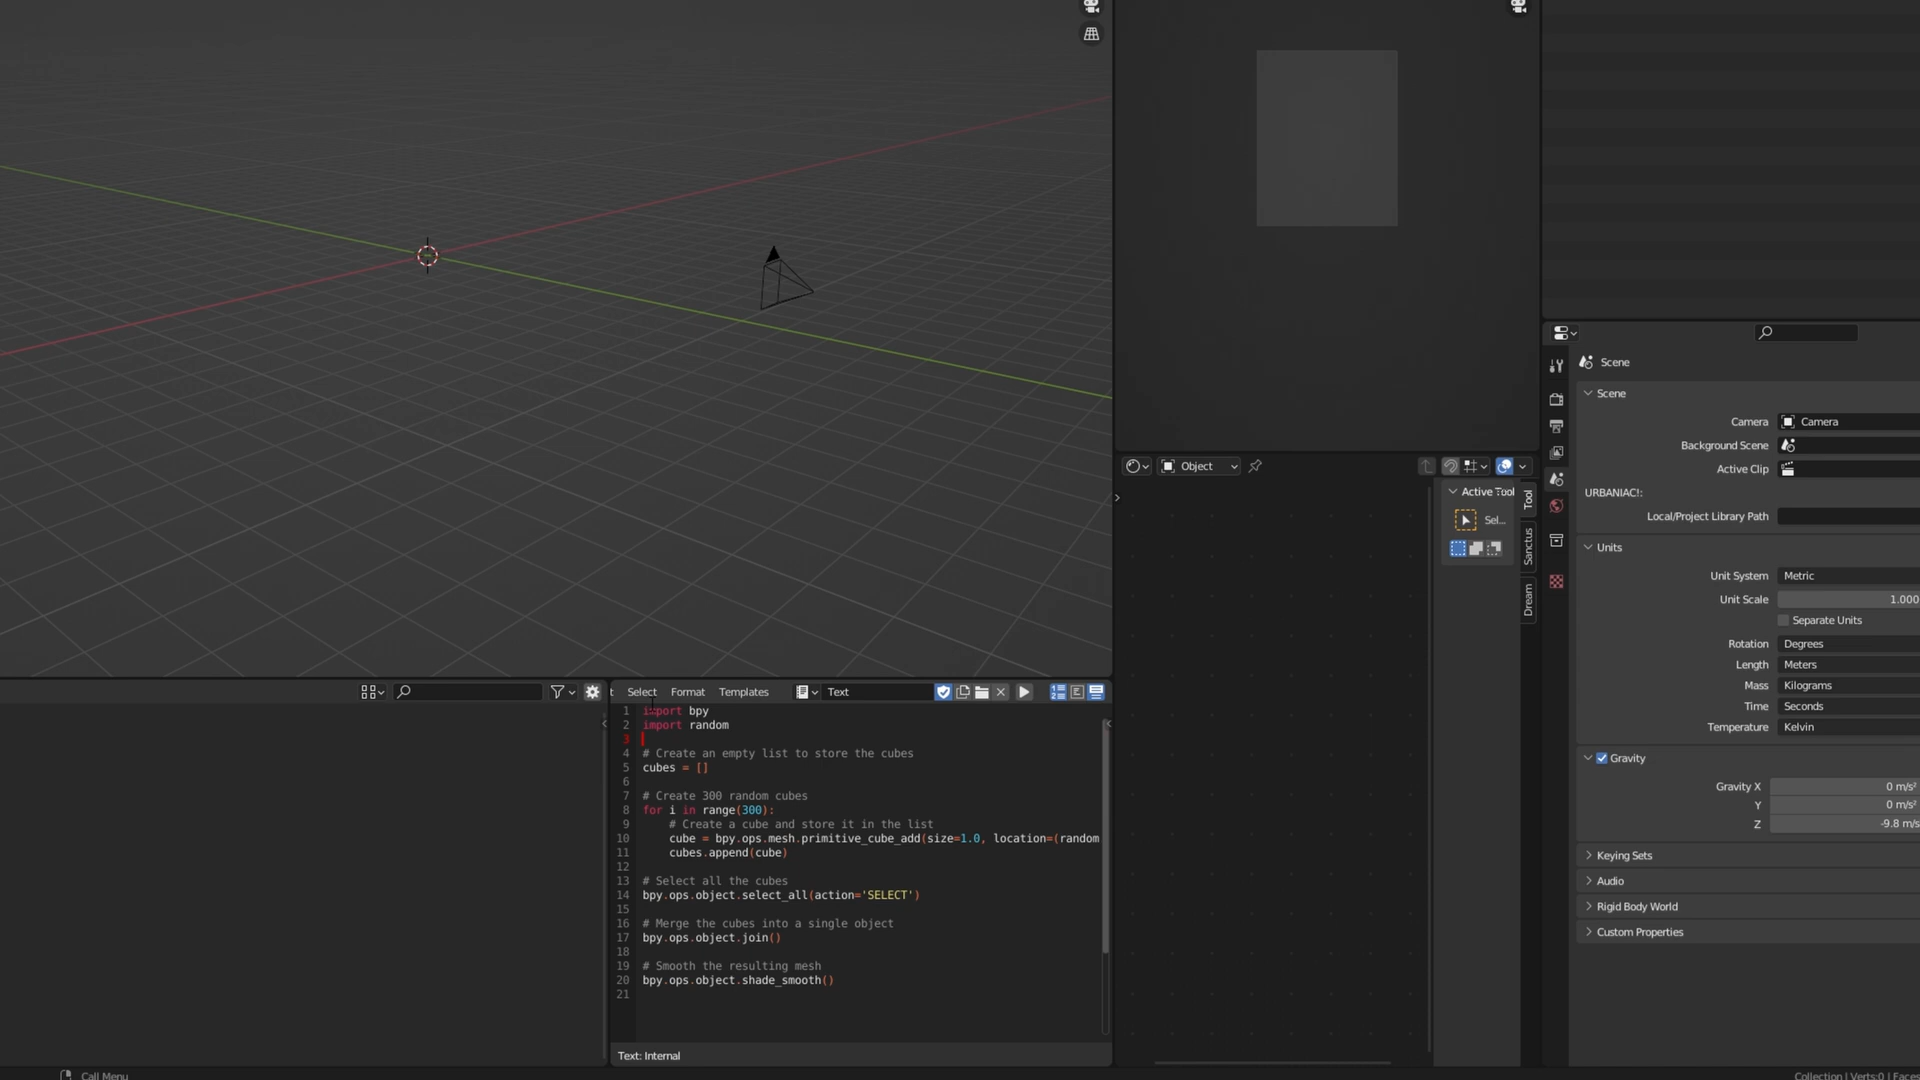 Object
Active Tool
Sel...
Tool
Sanctus
Dream
Scene
Scene
Camera Camera
Background Scene
Active Clip
URBANIAC!:
Local/Project Library Path
Units
Unit System Metric
Unit Scale 1.000
Separate Units
Rotation Degrees
Length Meters
Mass Kilograms
Time Seconds
Temperature Kelvin
Gravity
Gravity X 0 m/s²
Y 0 m/s²
Z -9.8 m/s
Keying Sets
Audio
Rigid Body World
Custom Properties
t Select Format Templates Text
1 import bpy
2 import random
3
4 # Create an empty list to store the cubes
5 cubes = []
6
7 # Create 300 random cubes
8 for i in range(300):
9 # Create a cube and store it in the list
10 cube = bpy.ops.mesh.primitive_cube_add(size=1.0, location=(random
11 cubes.append(cube)
12
13 # Select all the cubes
14 bpy.ops.object.select_all(action='SELECT')
15
16 # Merge the cubes into a single object
17 bpy.ops.object.join()
18
19 # Smooth the resulting mesh
20 bpy.ops.object.shade_smooth()
21
Text: Internal
Call Menu
Collection | Verts:0 | Faces